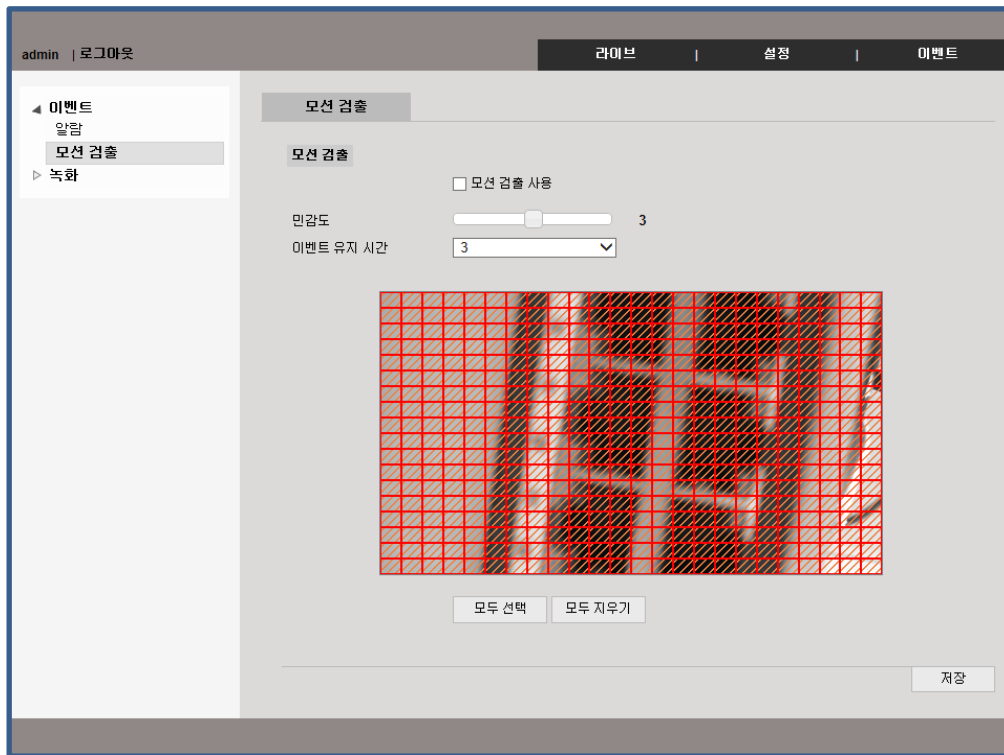 admin | 로그아웃
라이브 | 설정 | 이벤트
이벤트
알람
모션 검출
녹화
모션 검출
모션 검출
모션 검출 사용
민감도 3
이벤트 유지 시간 3
모두 선택 모두 지우기
저장